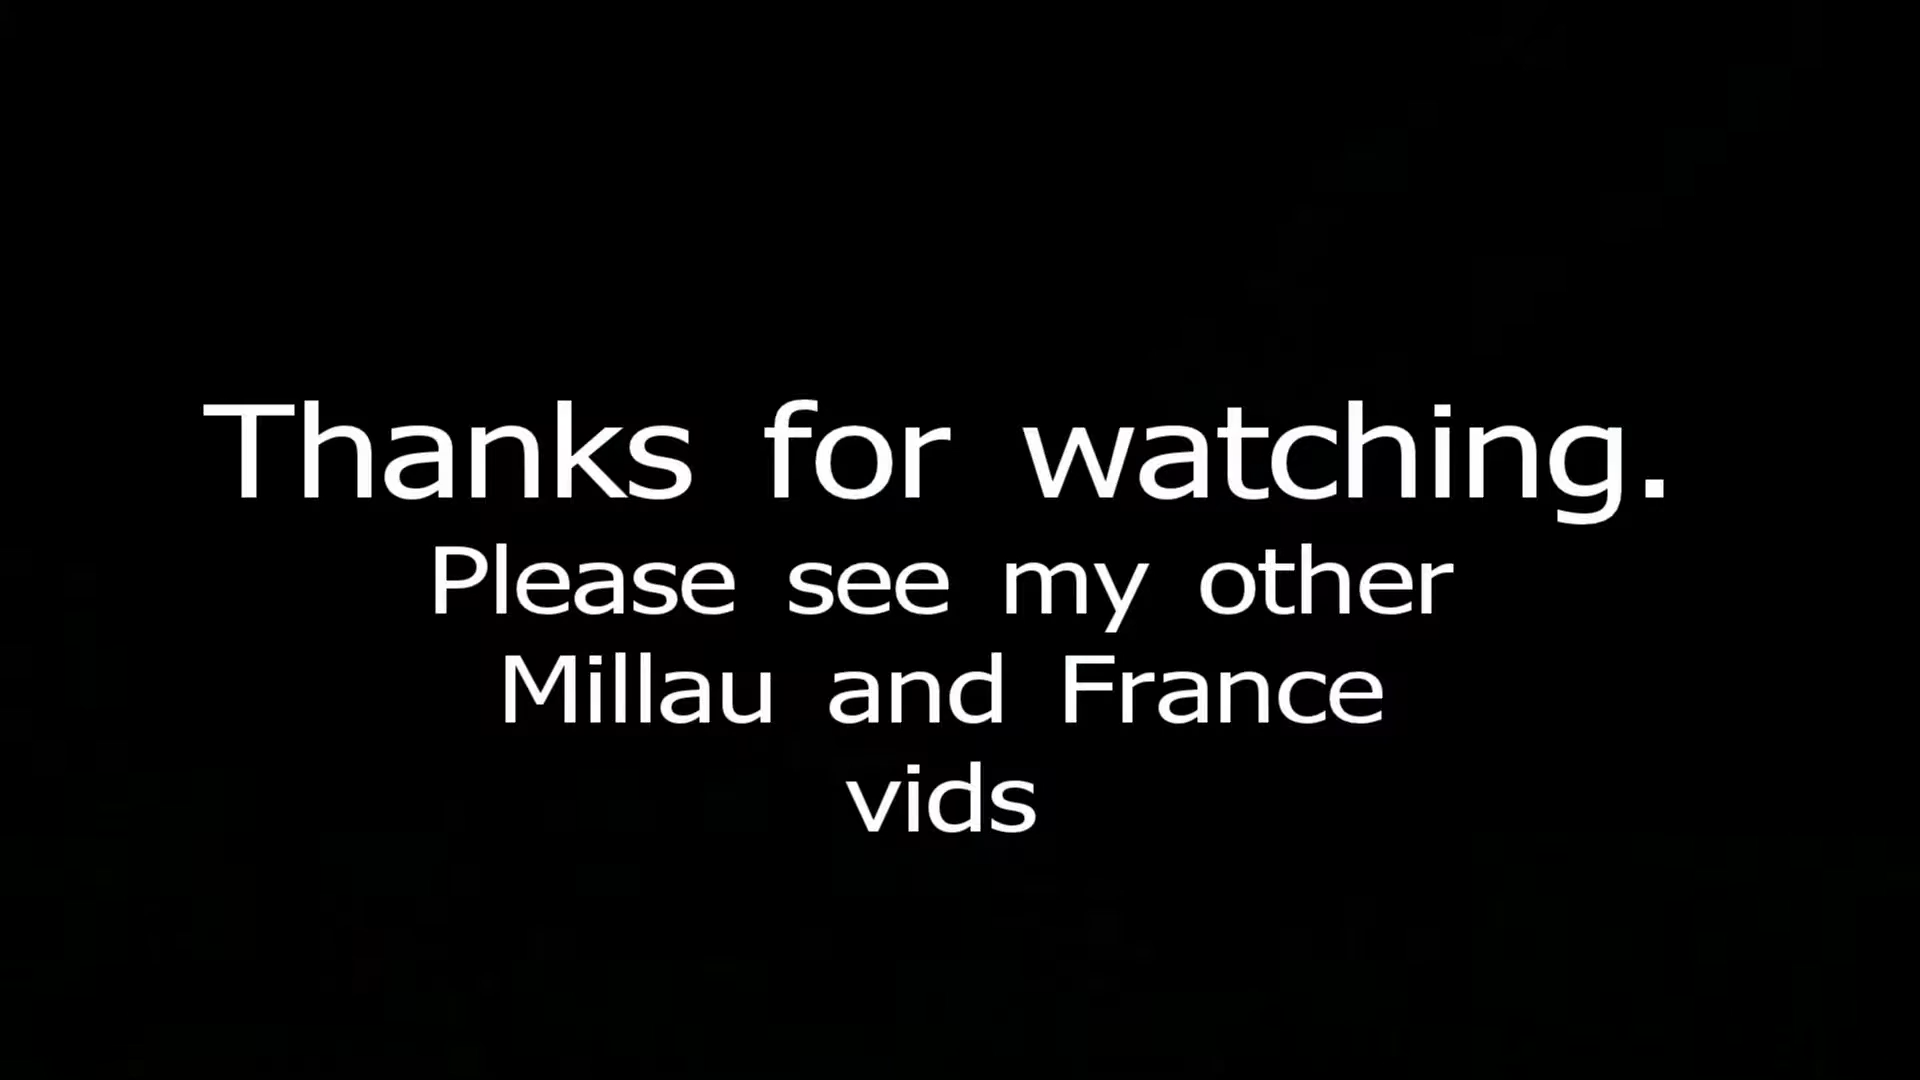 Thanks for watching.
Please see my other
Millau and France
vids